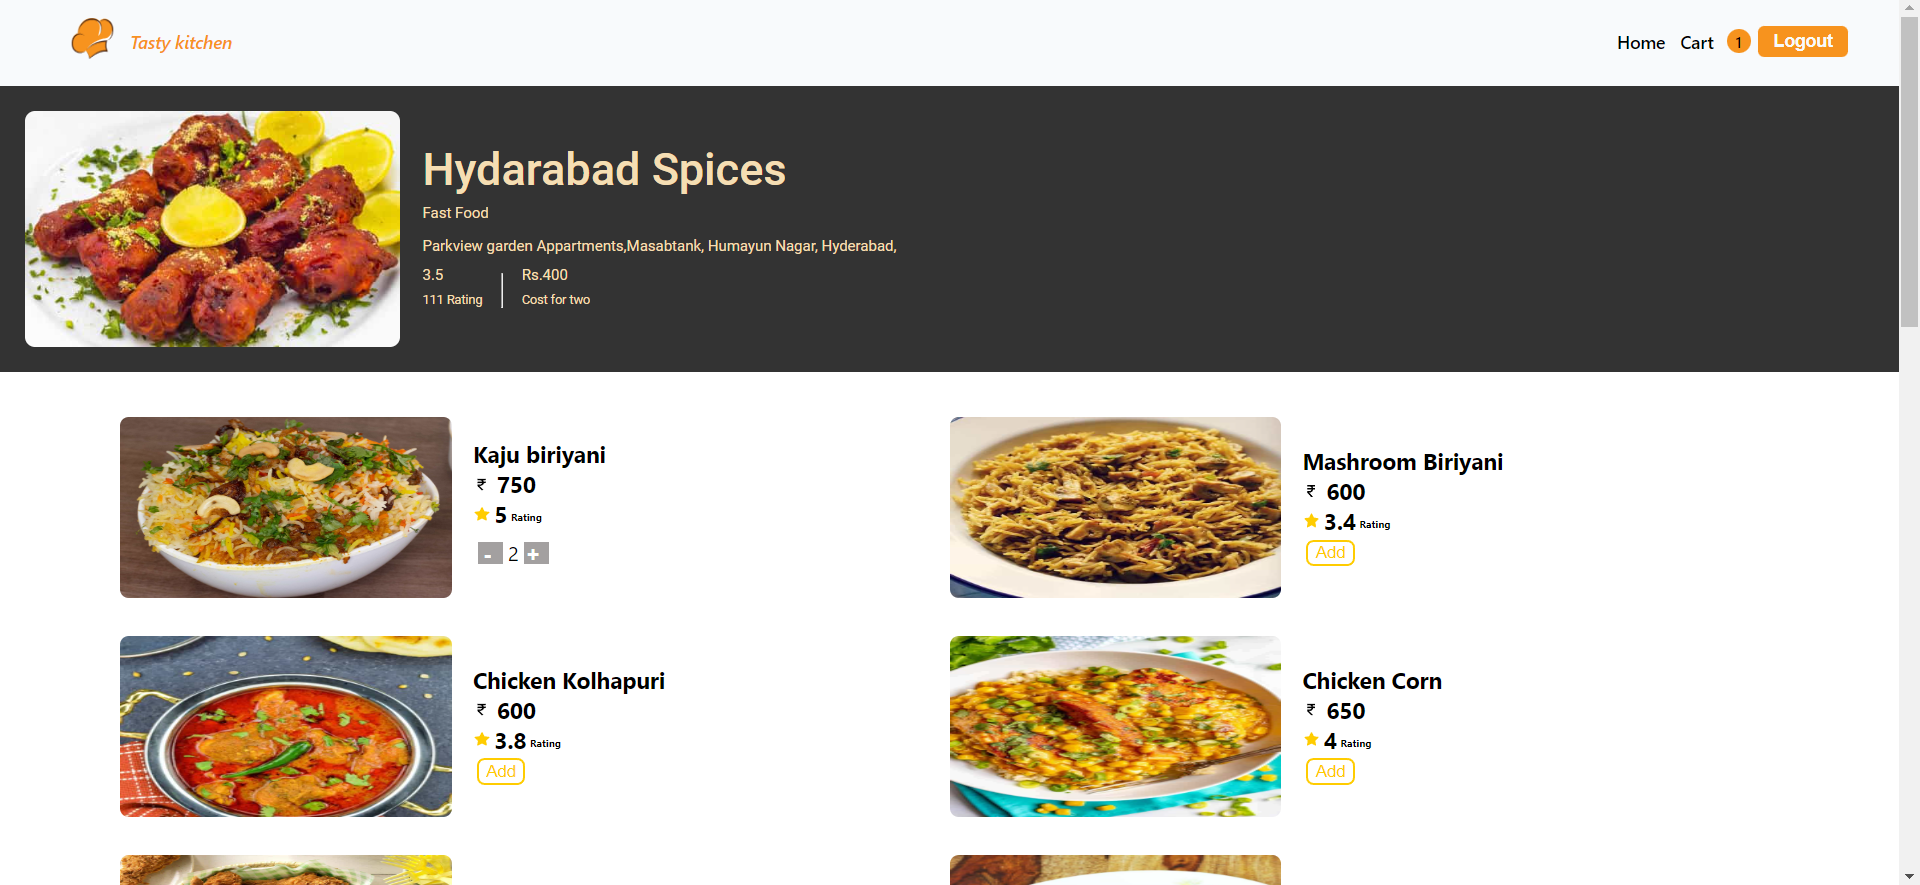 Tasty kitchen
Home Cart 1 Logout
Hydarabad Spices
Fast Food
Parkview garden Appartments,Masabtank, Humayun Nagar, Hyderabad,
3.5 Rs.400
111 Rating Cost for two
Kaju biriyani
₹ 750
5 Rating
- 2 +
Mashroom Biriyani
₹ 600
3.4 Rating
Add
Chicken Kolhapuri
₹ 600
3.8 Rating
Add
Chicken Corn
₹ 650
4 Rating
Add